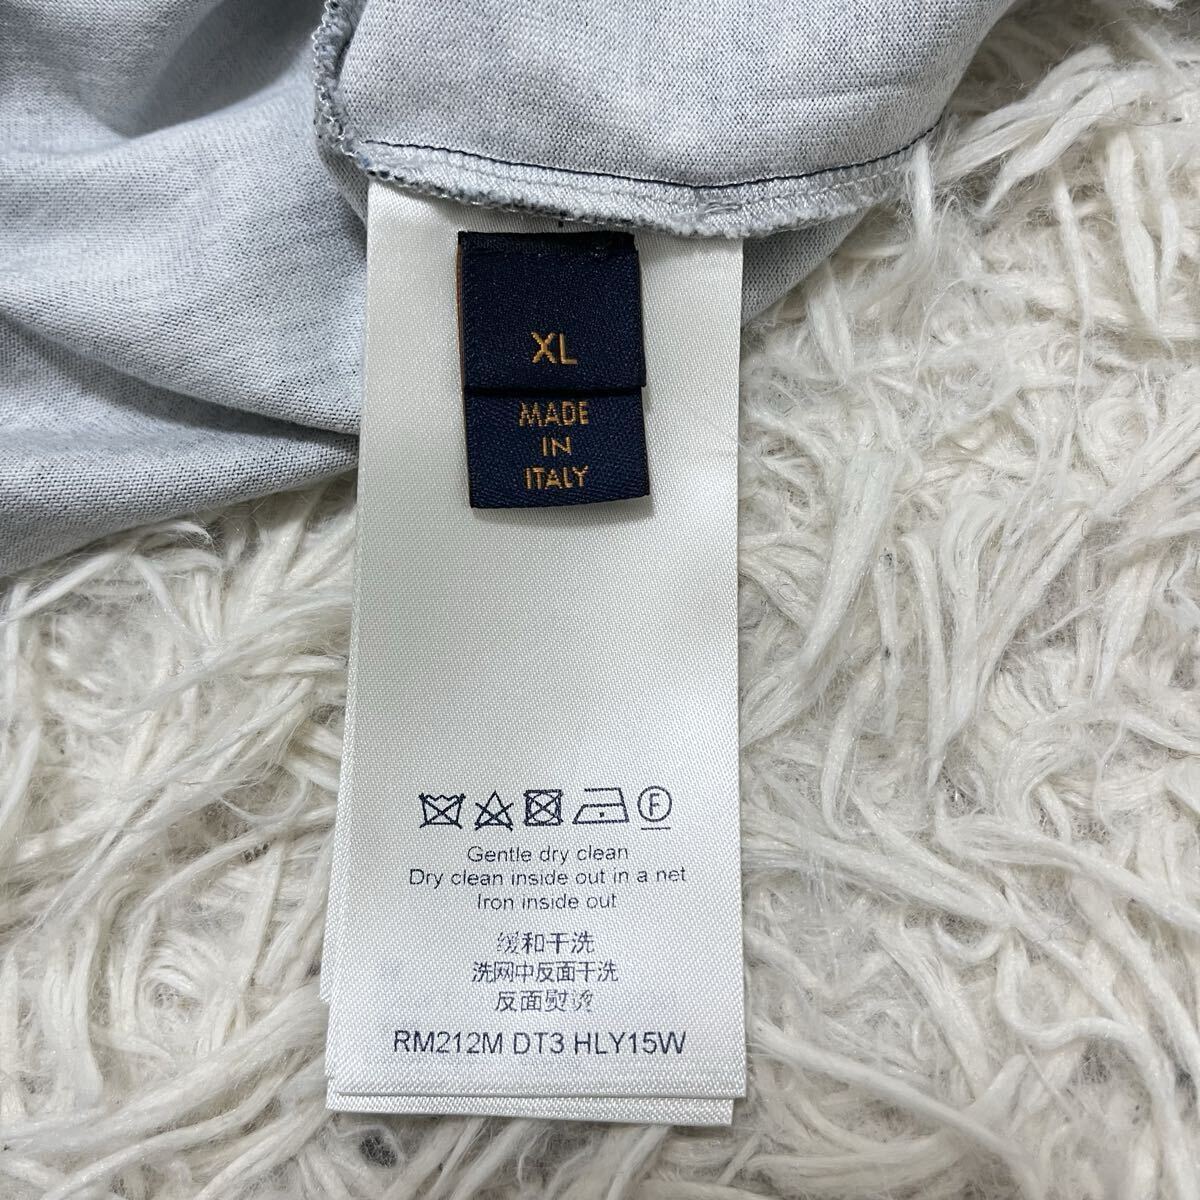 XL
MADE
IN
ITALY
F
Gentle dry clean
Dry clean inside out in a net
Iron inside out
缓和干洗
洗网中反面干洗
反面熨烫
RM212M DT3 HLY15W